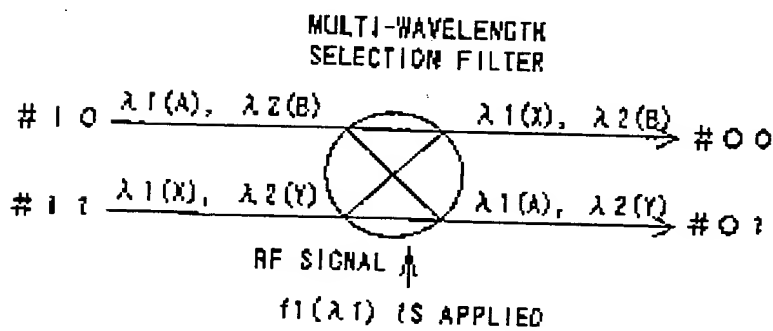 MULTI-WAVELENGTH
SELECTION FILTER
#I0 λ1(A), λ2(B) λ1(X), λ2(B) #O0
#I1 λ1(X), λ2(Y) λ1(A), λ2(Y) #O1
RF SIGNAL
f1(λ1) IS APPLIED